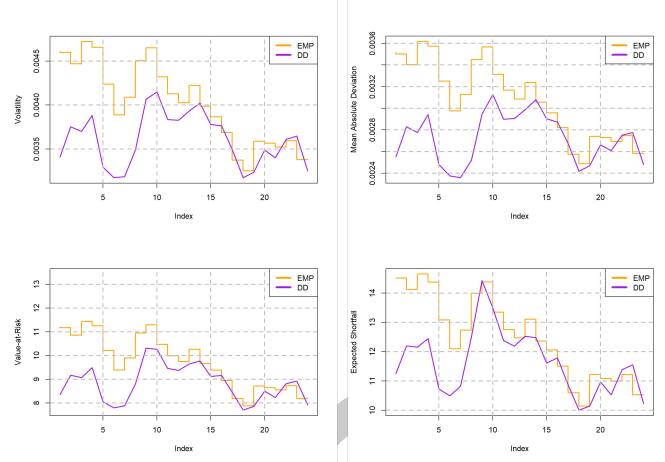 EMP
DD
Volatility
0.0045
0.0040
0.0035
5
10
15
20
Index
EMP
DD
Mean Absolute Deviation
0.0036
0.0032
0.0028
0.0024
5
10
15
20
Index
EMP
DD
Value-at-Risk
13
12
11
10
9
8
5
10
15
20
Index
EMP
DD
Expected Shortfall
14
13
12
11
10
5
10
15
20
Index